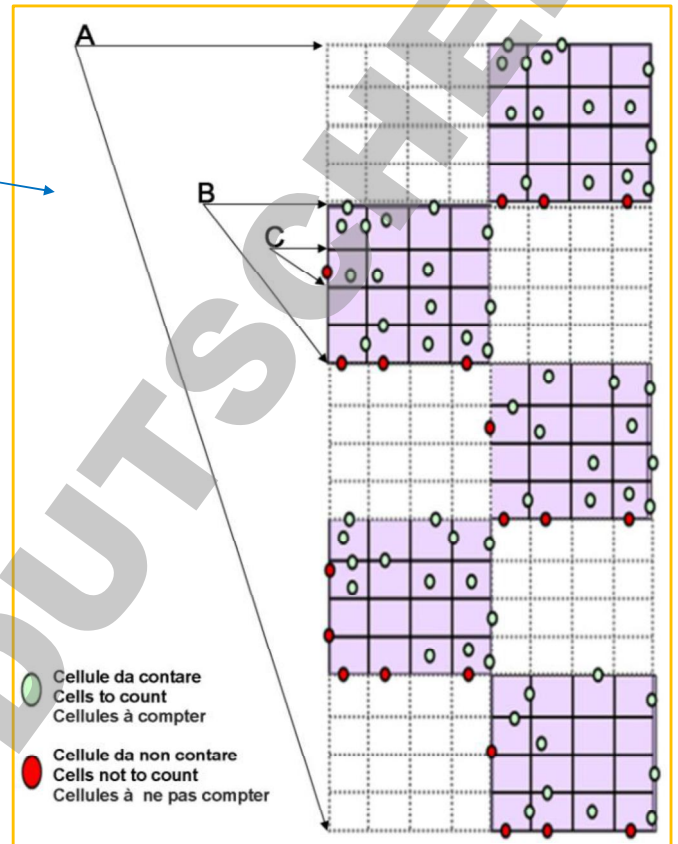 A
B
C
Cellule da contare
Cells to count
Cellules à compter
Cellule da non contare
Cells not to count
Cellules à ne pas compter